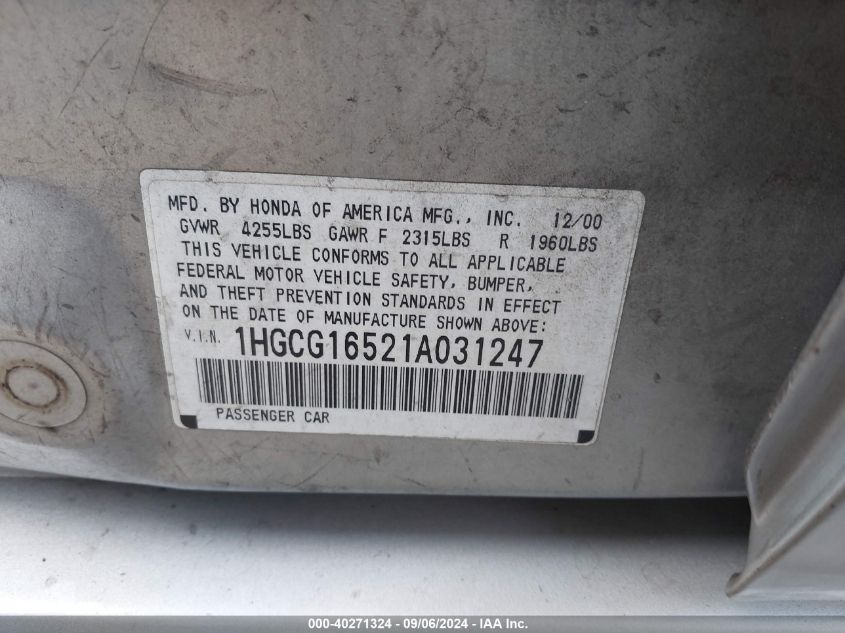 MFD. BY HONDA OF AMERICA MFG., INC. 12/00
GVWR 4255LBS GAWR F 2315LBS R 1960LBS
THIS VEHICLE CONFORMS TO ALL APPLICABLE
FEDERAL MOTOR VEHICLE SAFETY, BUMPER,
AND THEFT PREVENTION STANDARDS IN EFFECT
ON THE DATE OF MANUFACTURE SHOWN ABOVE:
V.I.N. 1HGCG16521A031247
PASSENGER CAR
000-40271324 - 09/06/2024 - IAA Inc.